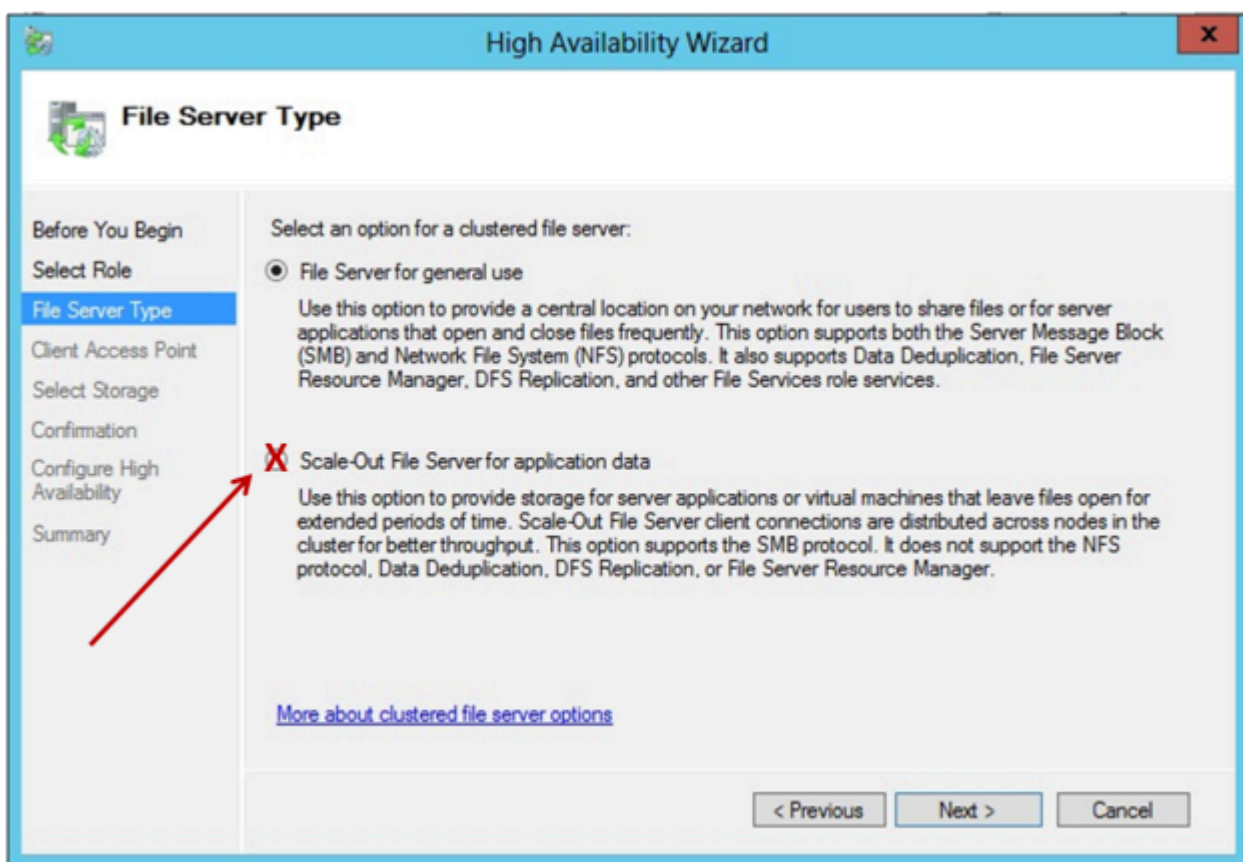 High Availability Wizard
x
File Server Type
Before You Begin
Select Role
File Server Type
Client Access Point
Select Storage
Confirmation
Configure High
Availability
Summary
Select an option for a clustered file server:
File Server for general use
Use this option to provide a central location on your network for users to share files or for server
applications that open and close files frequently. This option supports both the Server Message Block
(SMB) and Network File System (NFS) protocols. It also supports Data Deduplication, File Server
Resource Manager, DFS Replication, and other File Services role services.
X
Scale-Out File Server for application data
Use this option to provide storage for server applications or virtual machines that leave files open for
extended periods of time. Scale-Out File Server client connections are distributed across nodes in the
cluster for better throughput. This option supports the SMB protocol. It does not support the NFS
protocol, Data Deduplication, DFS Replication, or File Server Resource Manager.
More about clustered file server options
< Previous
Next >
Cancel